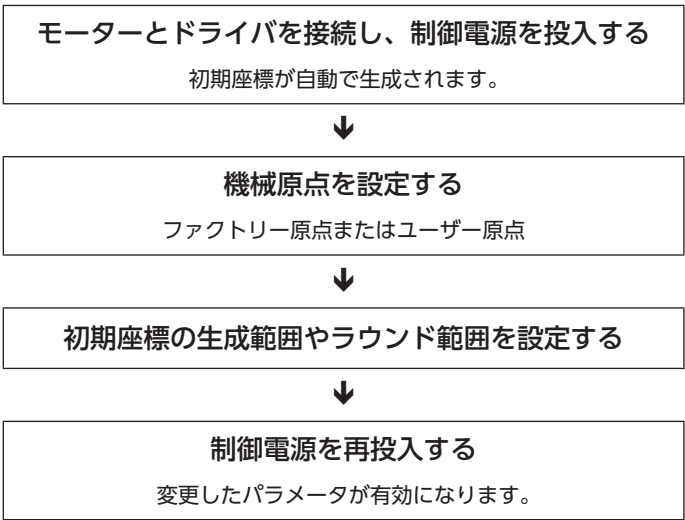 モーターとドライバを接続し、制御電源を投入する
初期座標が自動で生成されます。
機械原点を設定する
ファクトリー原点またはユーザー原点
初期座標の生成範囲やラウンド範囲を設定する
制御電源を再投入する
変更したパラメータが有効になります。